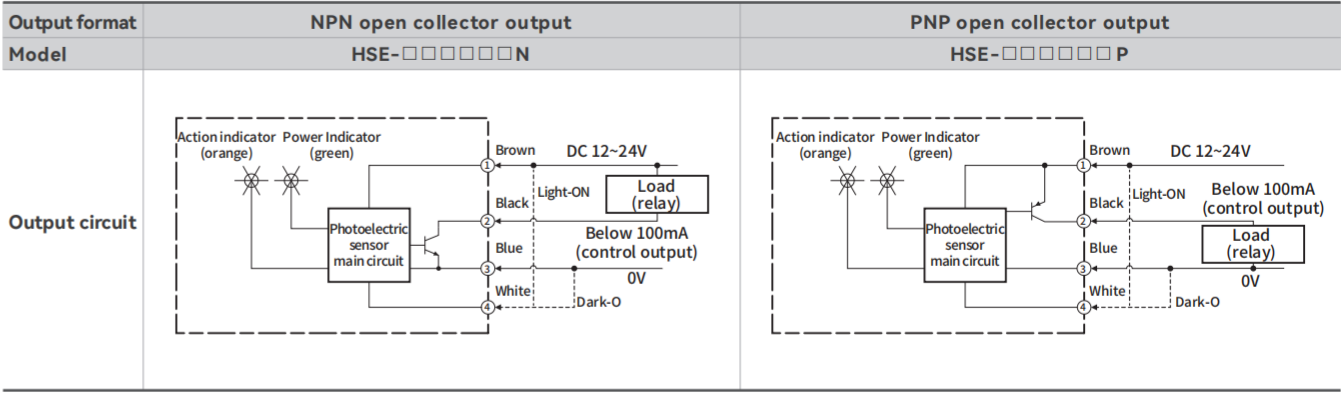 Output format NPN open collector output PNP open collector output
Model HSE-□□□□□□N HSE-□□□□□□P
Output circuit
Action indicator
(orange)
Power Indicator
(green)
Photoelectric
sensor
main circuit
1
Brown
DC 12~24V
Light-ON
Load
(relay)
Black
2
Below 100mA
(control output)
Blue
3
0V
White
4
Dark-O
Action indicator
(orange)
Power Indicator
(green)
Photoelectric
sensor
main circuit
1
Brown
DC 12~24V
Light-ON
Below 100mA
(control output)
Black
2
Load
(relay)
Blue
3
0V
White
4
Dark-O